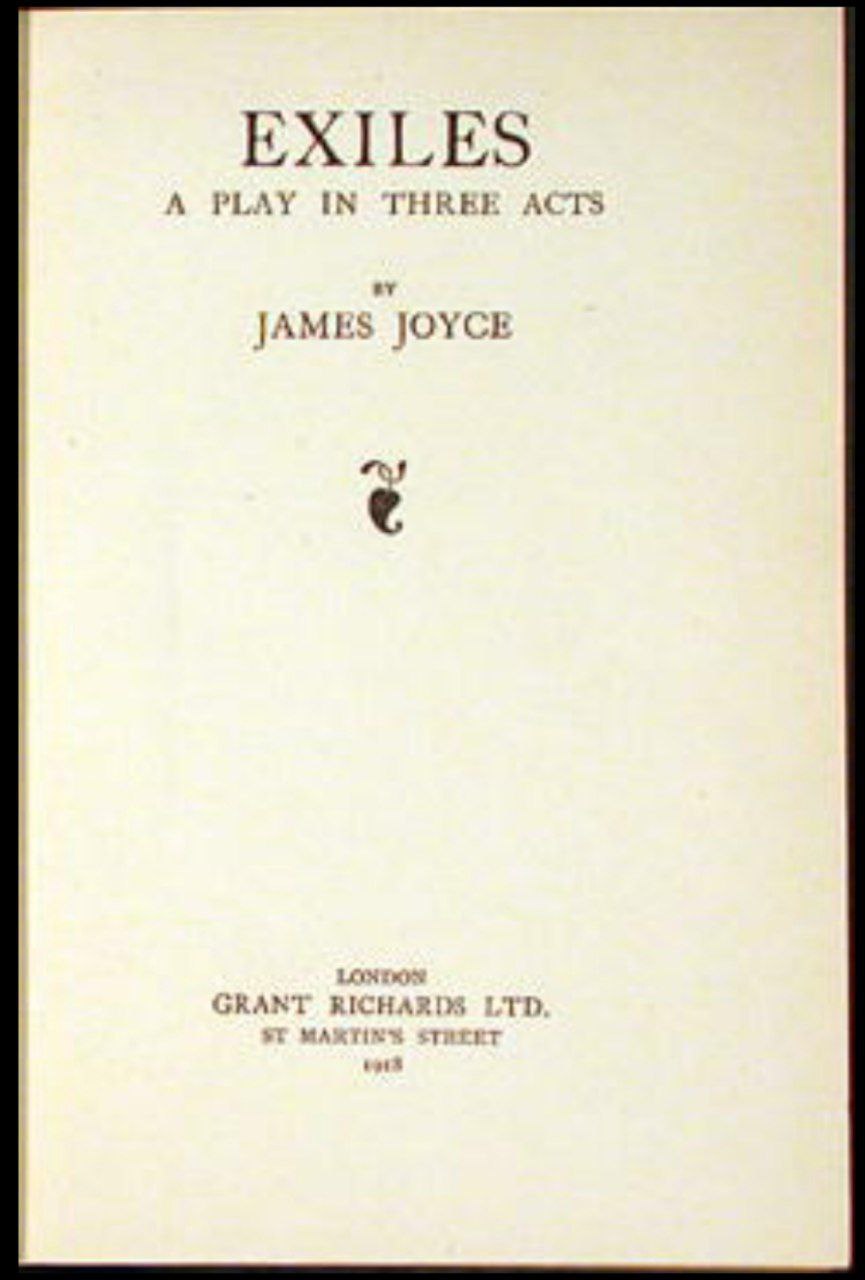 EXILES
A PLAY IN THREE ACTS
BY
JAMES JOYCE
LONDON
GRANT RICHARDS LTD.
ST MARTIN'S STREET
1918